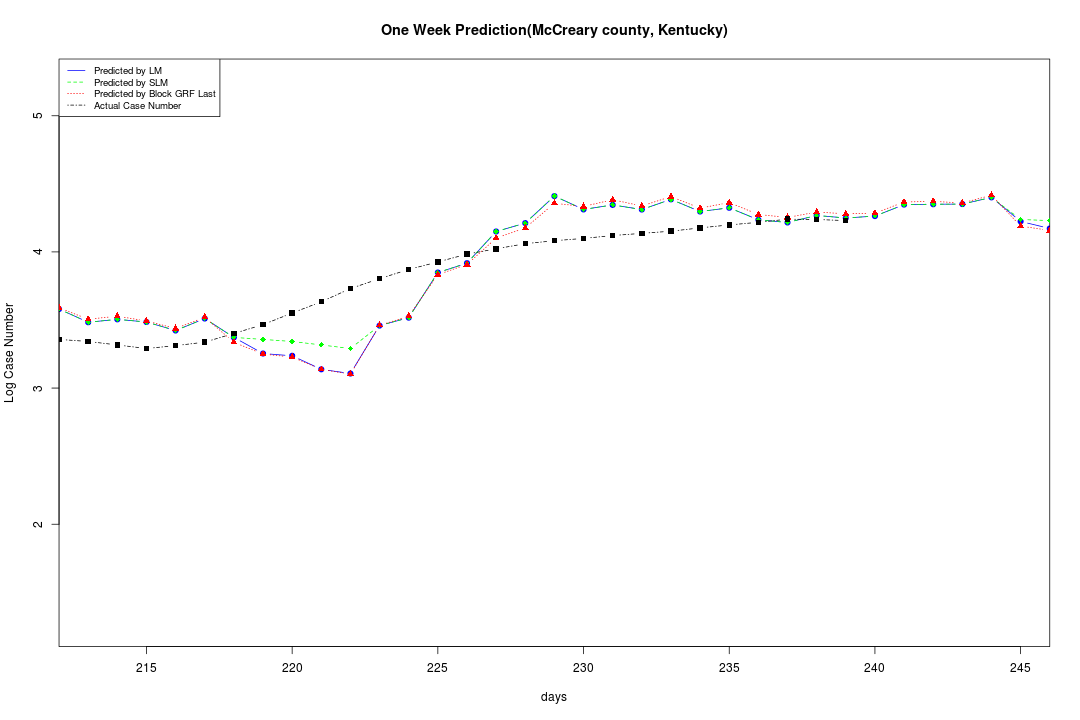 One Week Prediction(McCreary county, Kentucky)
Predicted by LM
Predicted by SLM
Predicted by Block GRF Last
Actual Case Number
5
4
3
2
Log Case Number
215 220 225 230 235 240 245
days